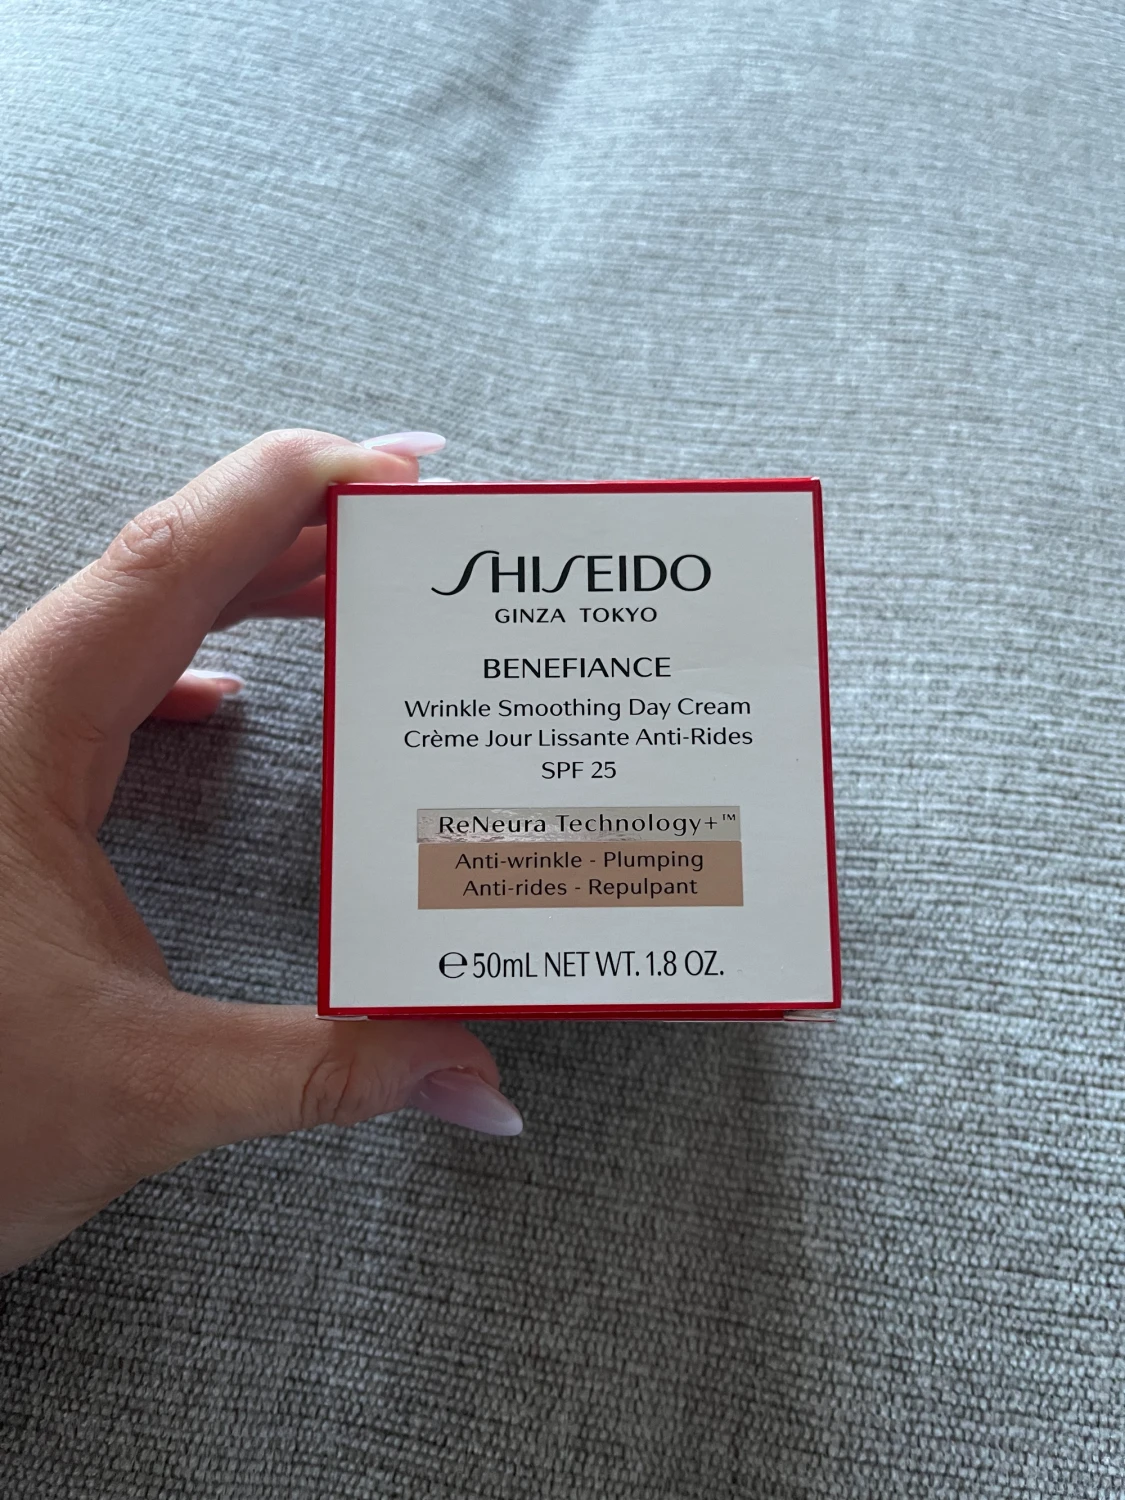 SHISEIDO
GINZA TOKYO
BENEFIANCE
Wrinkle Smoothing Day Cream
Crème Jour Lissante Anti-Rides
SPF 25
ReNeura Technology+™
Anti-wrinkle - Plumping
Anti-rides - Repulpant
℮50mL NET WT. 1.8 OZ.